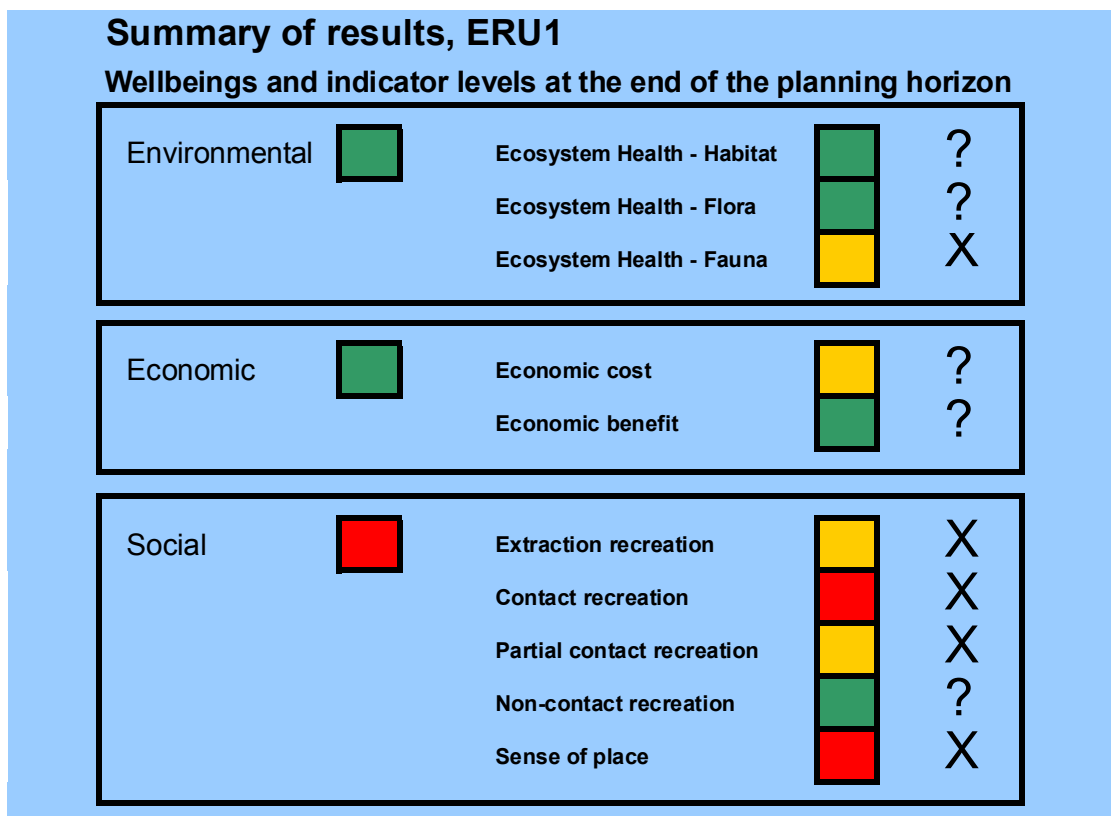 Summary of results, ERU1
Wellbeings and indicator levels at the end of the planning horizon
Environmental
Ecosystem Health - Habitat ?
Ecosystem Health - Flora ?
Ecosystem Health - Fauna X
Economic
Economic cost ?
Economic benefit ?
Social
Extraction recreation X
Contact recreation X
Partial contact recreation X
Non-contact recreation ?
Sense of place X